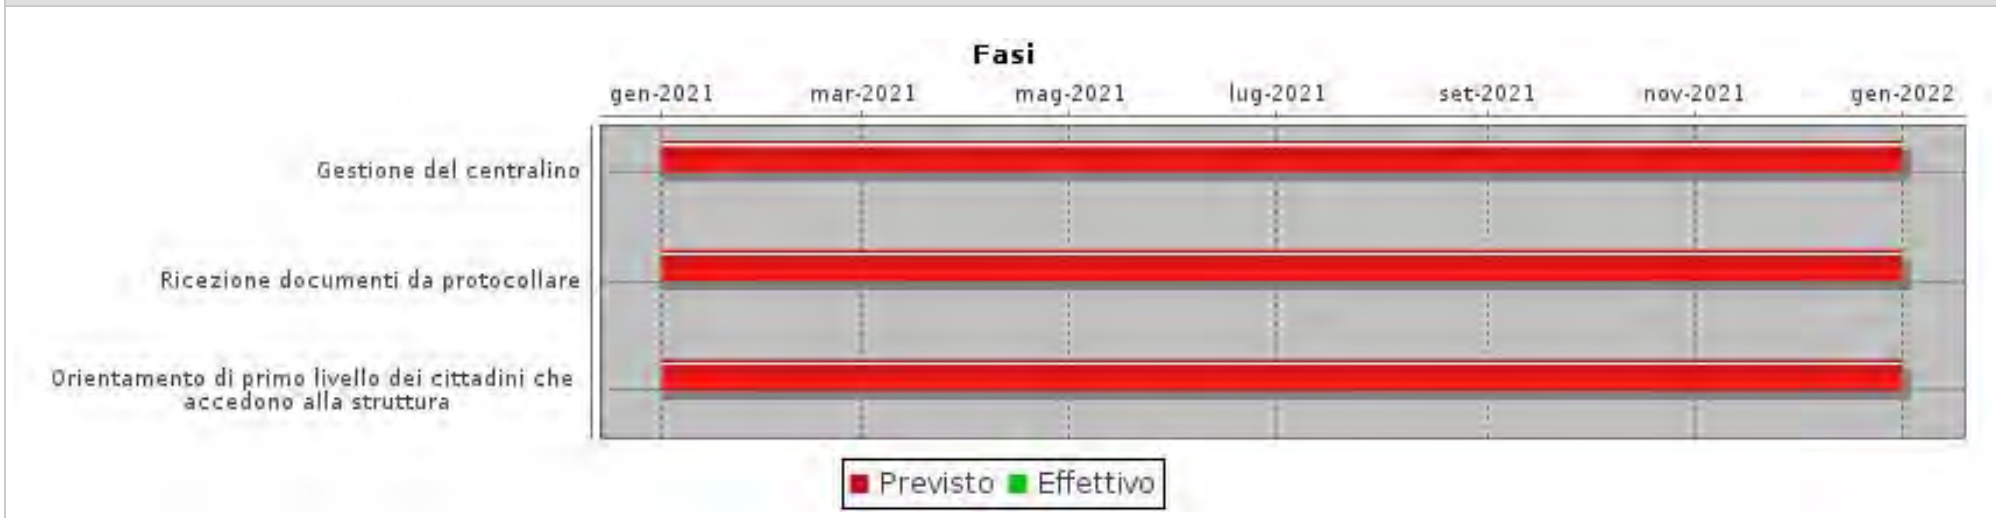 Fasi
gen-2021 mar-2021 mag-2021 lug-2021 set-2021 nov-2021 gen-2022
Gestione del centralino
Ricezione documenti da protocollare
Orientamento di primo livello dei cittadini che
accedono alla struttura
Previsto Effettivo